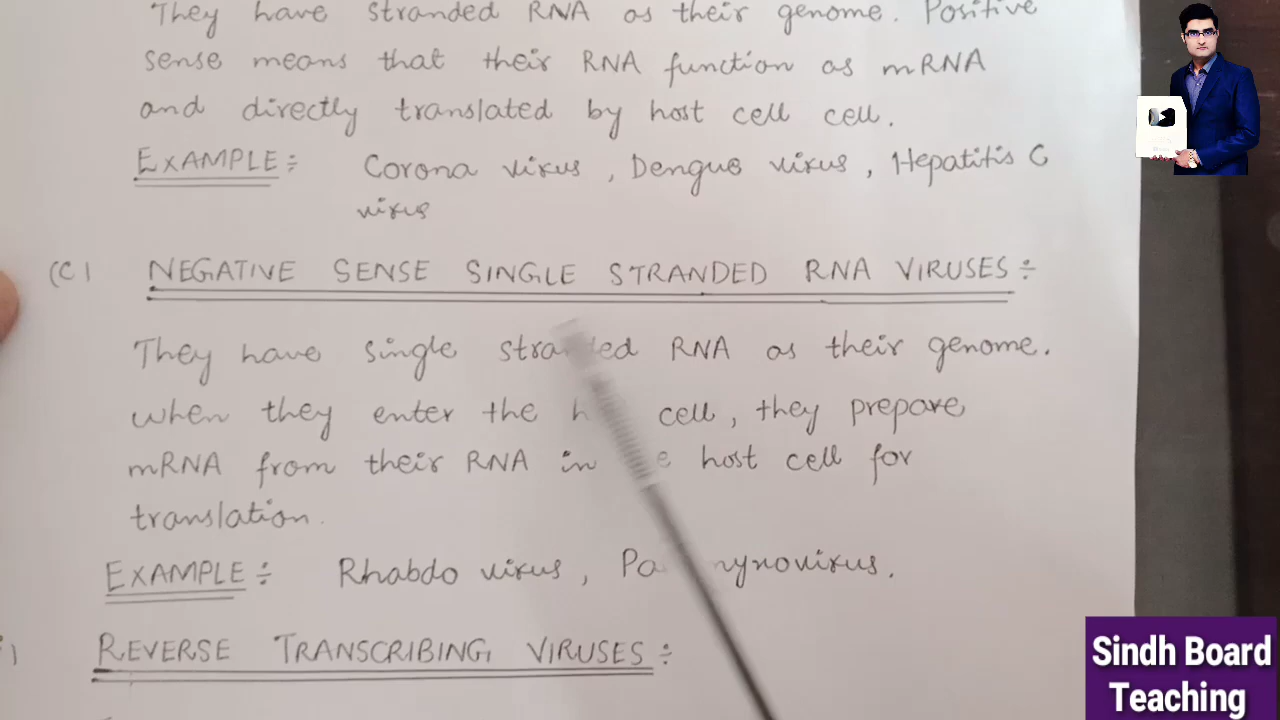 They have stranded RNA as their genome. Positive
sense means that their RNA function as mRNA
and directly translated by host cell cell.
EXAMPLE :- Corona virus , Dengue virus , Hepatitis C
virus
(C) NEGATIVE SENSE SINGLE STRANDED RNA VIRUSES :-
They have single stranded RNA as their genome.
when they enter the cell, they prepare
mRNA from their RNA in host cell for
translation.
EXAMPLE :- Rhabdo virus ,
REVERSE TRANSCRIBING VIRUSES :-
Sindh Board
Teaching